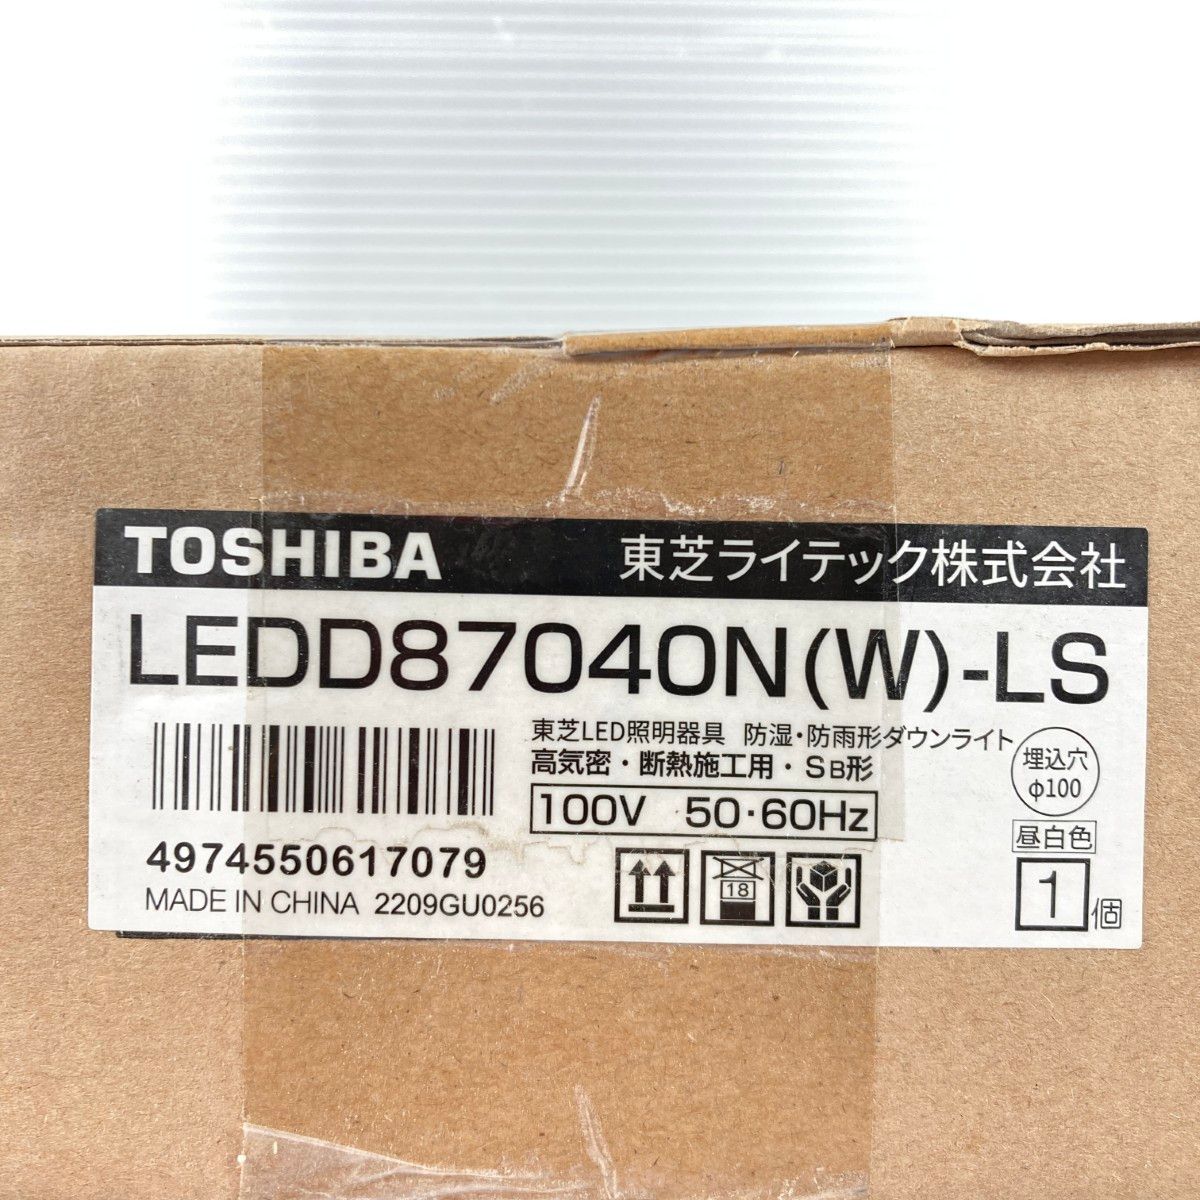 TOSHIBA 東芝ライテック株式会社
LEDD87040N(W)-LS
東芝LED照明器具 防湿・防雨形ダウンライト
高気密・断熱施工用・SB形
埋込穴
φ100
100V 50・60Hz
昼白色
4974550617079
18
1個
MADE IN CHINA 2209GU0256